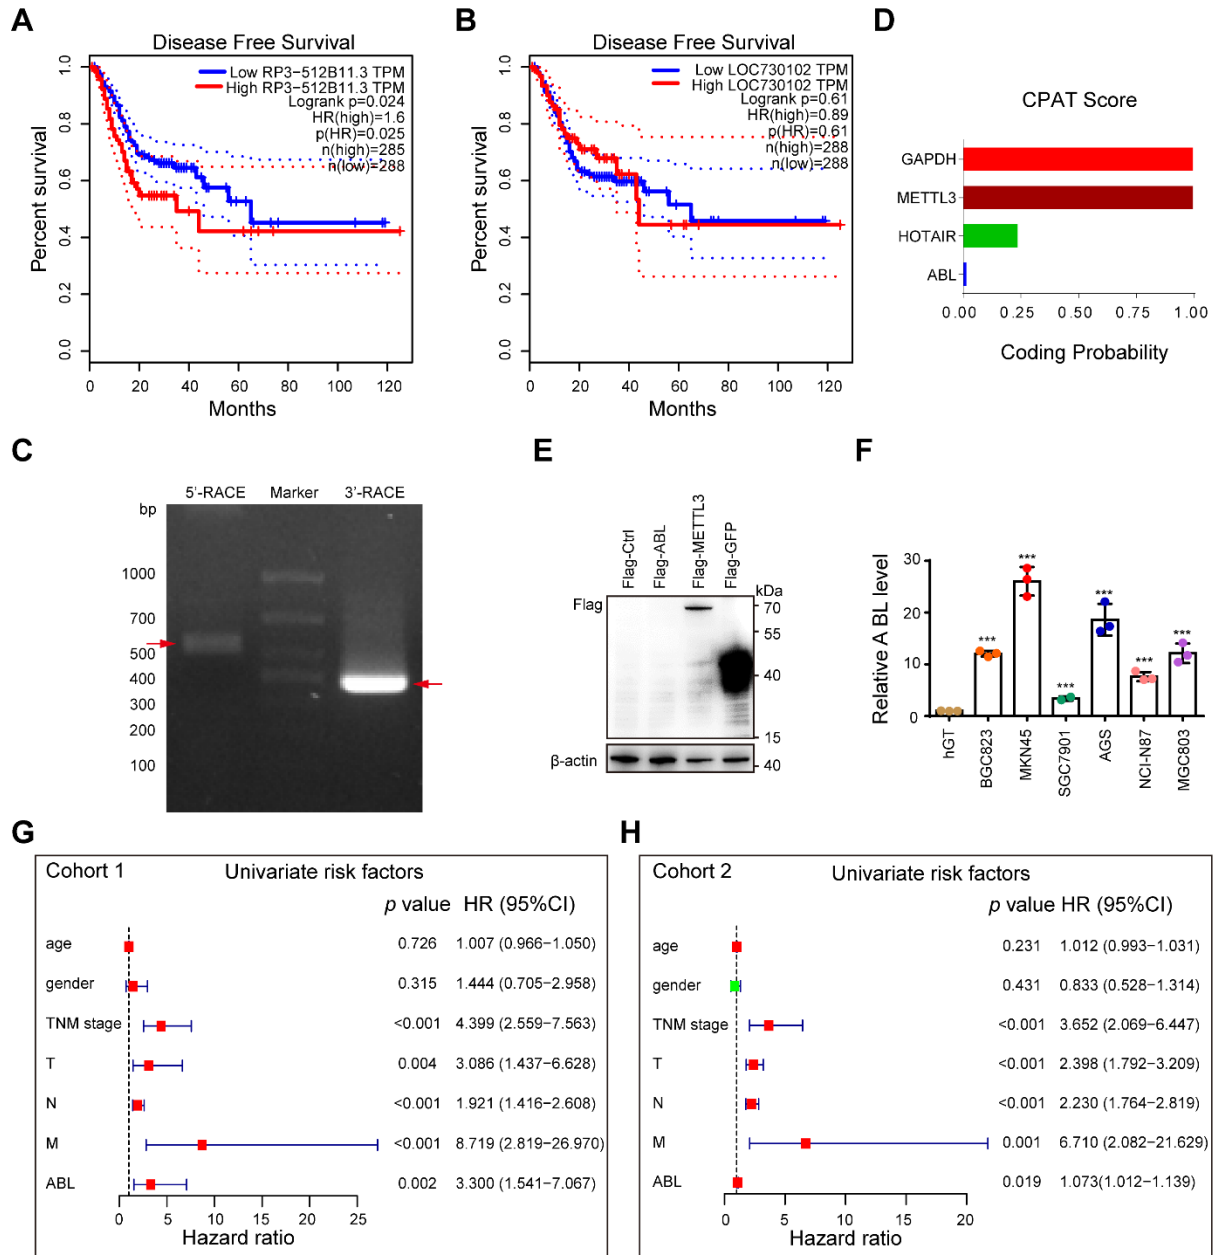 A
Disease Free Survival
Low RP3−512B11.3 TPM
High RP3−512B11.3 TPM
Logrank p=0.024
HR(high)=1.6
p(HR)=0.025
n(high)=285
n(low)=288
Percent survival
1.0
0.8
0.6
0.4
0.2
0.0
0 20 40 60 80 100 120
Months
B
Disease Free Survival
Low LOC730102 TPM
High LOC730102 TPM
Logrank p=0.61
HR(high)=0.89
p(HR)=0.61
n(high)=288
n(low)=288
Percent survival
1.0
0.8
0.6
0.4
0.2
0.0
0 20 40 60 80 100 120
Months
D
CPAT Score
GAPDH
METTL3
HOTAIR
ABL
0.00 0.25 0.50 0.75 1.00
Coding Probability
C
5'-RACE Marker 3'-RACE
bp
1000
700
500
400
300
200
100
E
Flag-Ctrl
Flag-ABL
Flag-METTL3
Flag-GFP
kDa
Flag
70
55
40
15
β-actin
40
F
Relative A BL level
30
20
10
0
***
***
***
***
***
***
hGT
BGC823
MKN45
SGC7901
AGS
NCI-N87
MGC803
G
Cohort 1 Univariate risk factors
p value HR (95%CI)
age 0.726 1.007 (0.966−1.050)
gender 0.315 1.444 (0.705−2.958)
TNM stage <0.001 4.399 (2.559−7.563)
T 0.004 3.086 (1.437−6.628)
N <0.001 1.921 (1.416−2.608)
M <0.001 8.719 (2.819−26.970)
ABL 0.002 3.300 (1.541−7.067)
0 5 10 15 20 25
Hazard ratio
H
Cohort 2 Univariate risk factors
p value HR (95%CI)
age 0.231 1.012 (0.993−1.031)
gender 0.431 0.833 (0.528−1.314)
TNM stage <0.001 3.652 (2.069−6.447)
T <0.001 2.398 (1.792−3.209)
N <0.001 2.230 (1.764−2.819)
M 0.001 6.710 (2.082−21.629)
ABL 0.019 1.073(1.012−1.139)
0 5 10 15 20
Hazard ratio